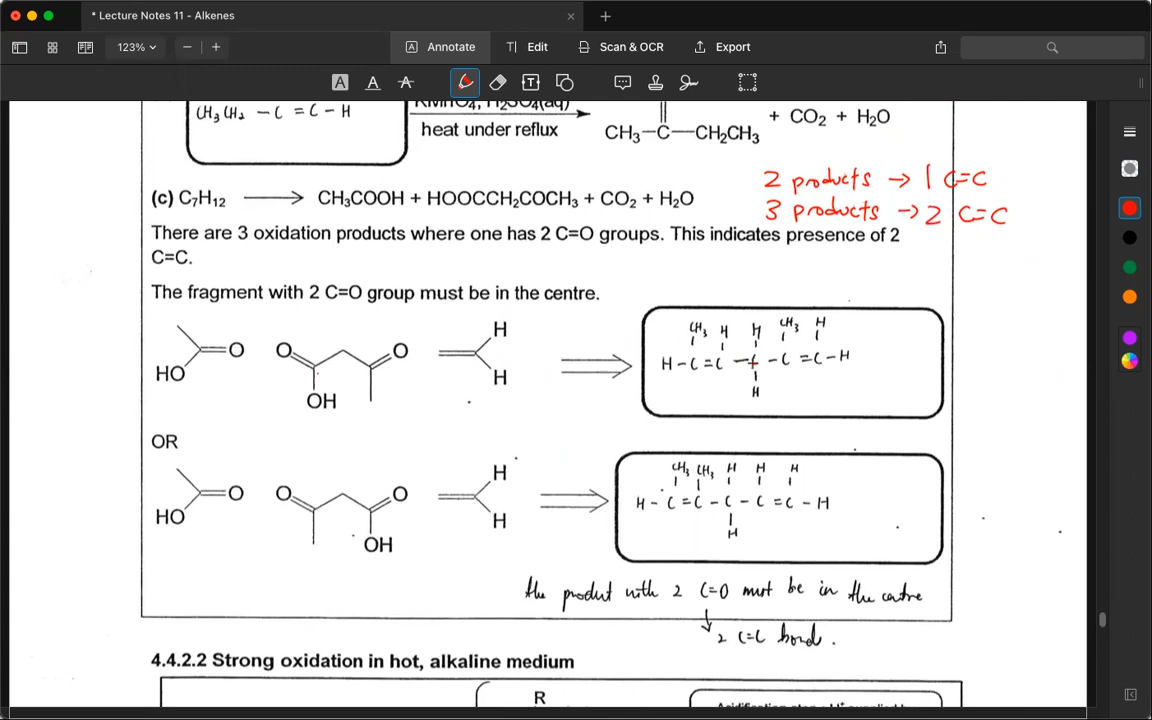 * Lecture Notes 11 - Alkenes
123%
Annotate
Edit
Scan & OCR
Export
CH₃CH₂ – C = C – H
KMnO₄, H₂SO₄(aq)
heat under reflux
CH₃–C–CH₂CH₃
+ CO₂ + H₂O
2 products → 1 C=C
3 products → 2 C=C
(c) C₇H₁₂ ⟶ CH₃COOH + HOOCCH₂COCH₃ + CO₂ + H₂O
There are 3 oxidation products where one has 2 C=O groups. This indicates presence of 2
C=C.
The fragment with 2 C=O group must be in the centre.
H
O O O
HO H
OH
CH₃ H H CH₃ H
H – C = C – C – C = C – H
H
OR
H
O O O
HO H
OH
CH₃ CH₃ H H H
H – C = C – C – C = C – H
H
the product with 2 C=O must be in the centre
↓
2 C=C bond.
4.4.2.2 Strong oxidation in hot, alkaline medium
R